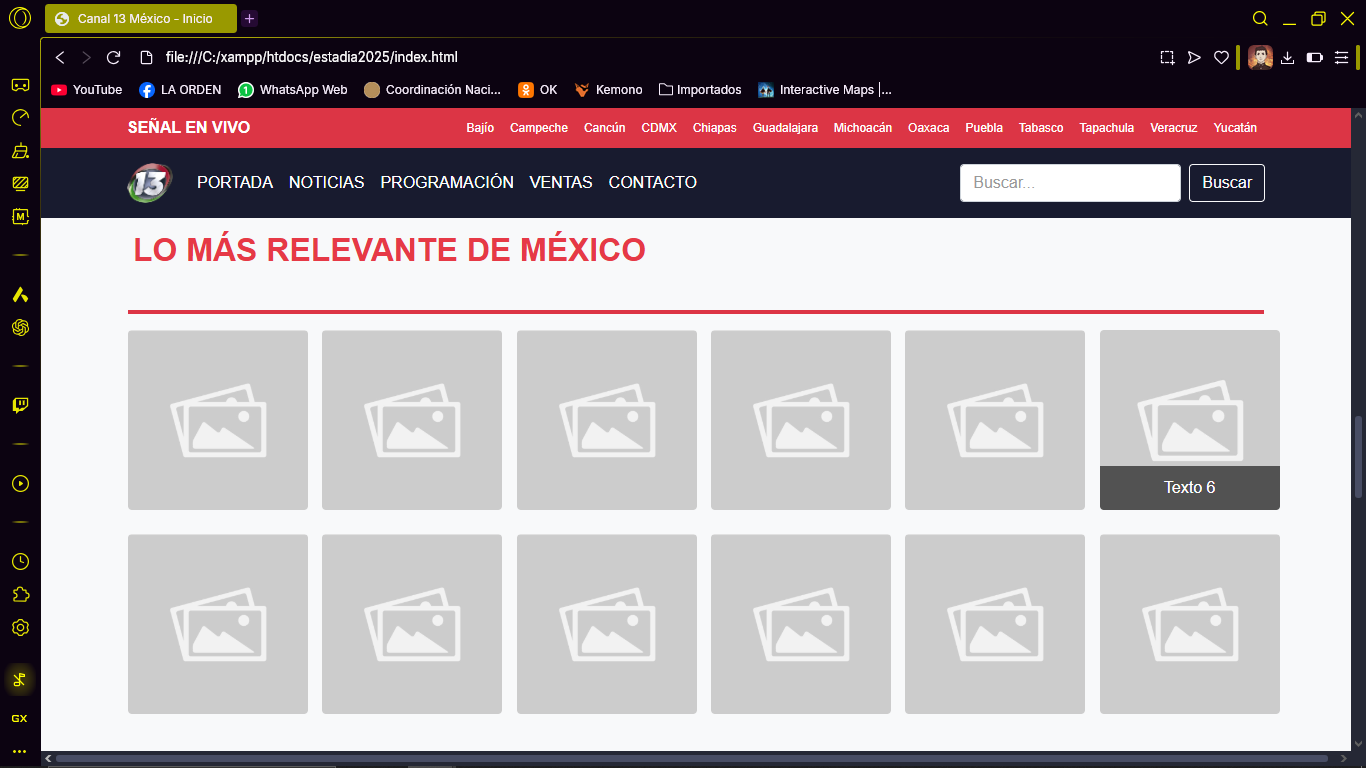 Canal 13 México - Inicio
file:///C:/xampp/htdocs/estadia2025/index.html
YouTube LA ORDEN WhatsApp Web Coordinación Naci... OK Kemono Importados Interactive Maps |...
SEÑAL EN VIVO Bajío Campeche Cancún CDMX Chiapas Guadalajara Michoacán Oaxaca Puebla Tabasco Tapachula Veracruz Yucatán
13 PORTADA NOTICIAS PROGRAMACIÓN VENTAS CONTACTO Buscar... Buscar
LO MÁS RELEVANTE DE MÉXICO
Texto 6
M
GX